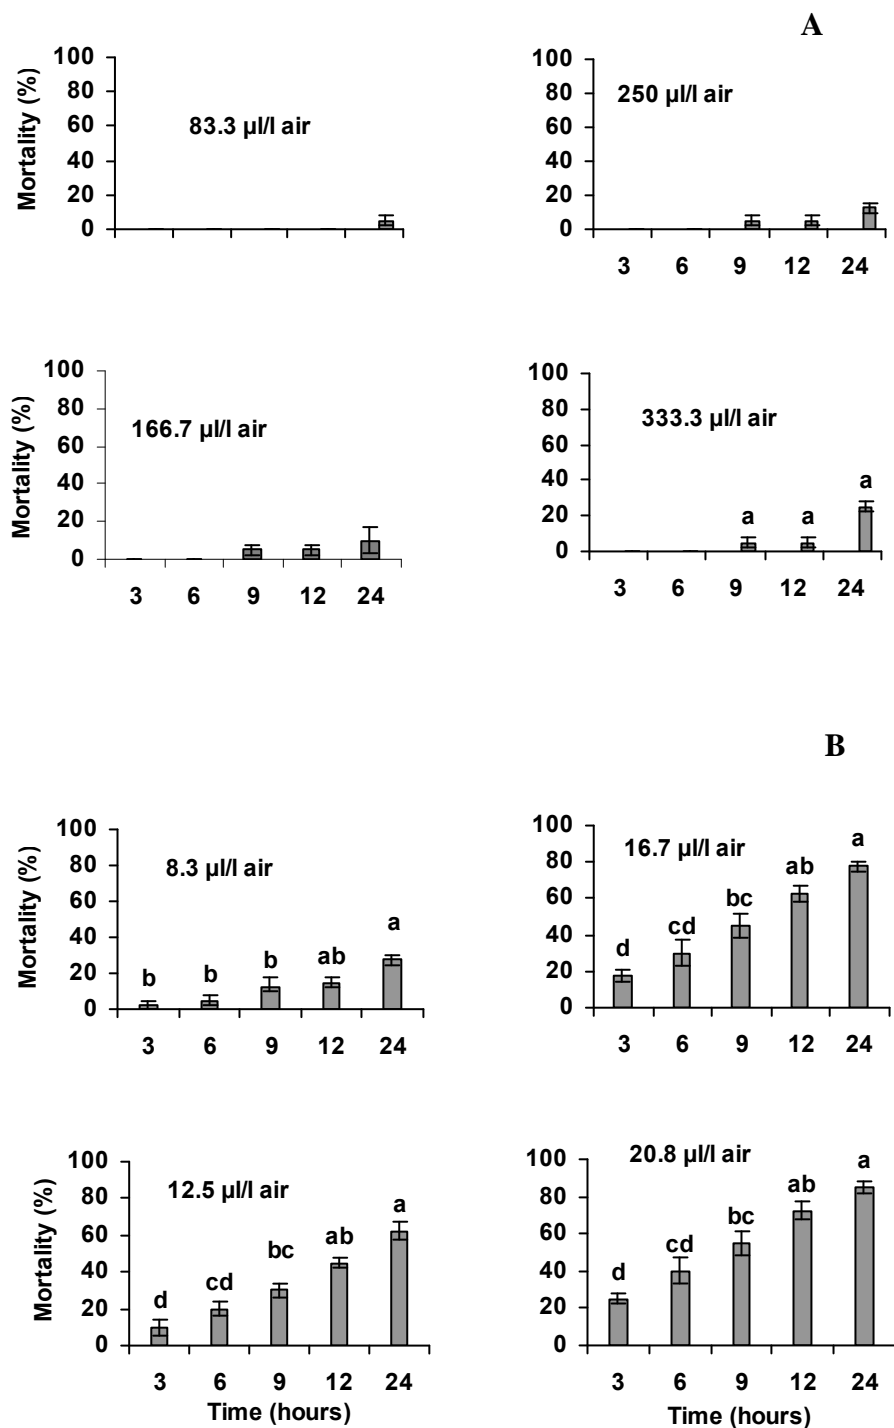 A
Mortality (%)
100
80
60
40
20
0
83.3 µl/l air
100
80
60
40
20
0
250 µl/l air
3 6 9 12 24
Mortality (%)
100
80
60
40
20
0
166.7 µl/l air
3 6 9 12 24
100
80
60
40
20
0
333.3 µl/l air
a a a
3 6 9 12 24
B
Mortality (%)
100
80
60
40
20
0
8.3 µl/l air
b b b ab a
3 6 9 12 24
100
80
60
40
20
0
16.7 µl/l air
d cd bc ab a
3 6 9 12 24
Mortality (%)
100
80
60
40
20
0
12.5 µl/l air
d cd bc ab a
3 6 9 12 24
Time (hours)
100
80
60
40
20
0
20.8 µl/l air
d cd bc ab a
3 6 9 12 24
Time (hours)